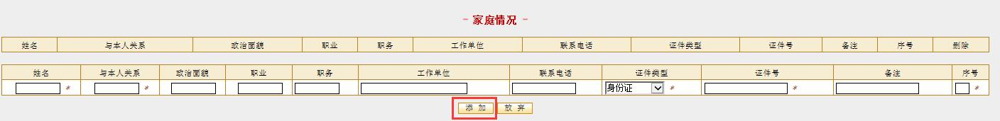 - 家庭情况 -
姓名 与本人关系 政治面貌 职业 职务 工作单位 联系电话 证件类型 证件号 备注 序号 删除
姓名 与本人关系 政治面貌 职业 职务 工作单位 联系电话 证件类型 证件号 备注 序号
* * 身份证 * * *
添 加 放 弃